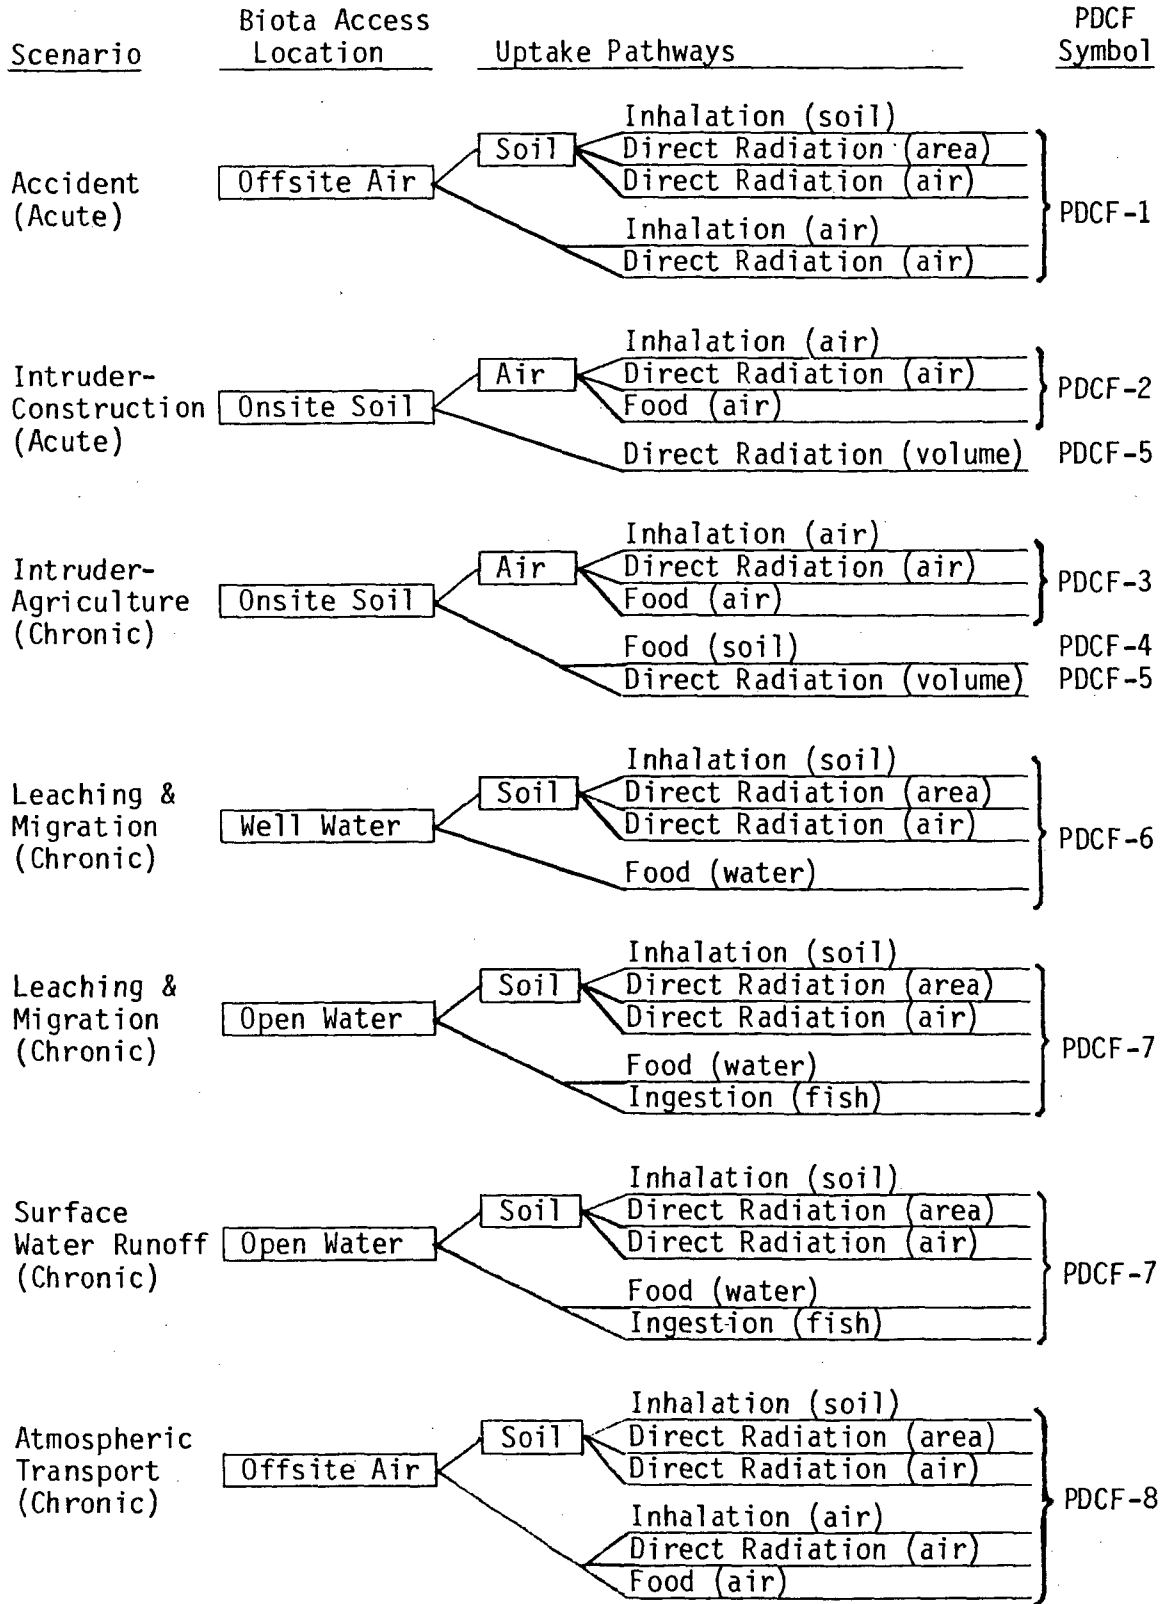 Biota Access PDCF
Scenario Location Uptake Pathways Symbol
Inhalation (soil)
Soil Direct Radiation (area)
Accident Offsite Air Direct Radiation (air)
(Acute) PDCF-1
Inhalation (air)
Direct Radiation (air)
Inhalation (air)
Intruder- Air Direct Radiation (air) PDCF-2
Construction Onsite Soil Food (air)
(Acute) Direct Radiation (volume) PDCF-5
Inhalation (air)
Intruder- Air Direct Radiation (air) PDCF-3
Agriculture Onsite Soil Food (air)
(Chronic)
Food (soil) PDCF-4
Direct Radiation (volume) PDCF-5
Inhalation (soil)
Leaching & Soil Direct Radiation (area)
Migration Well Water Direct Radiation (air) PDCF-6
(Chronic)
Food (water)
Inhalation (soil)
Leaching & Soil Direct Radiation (area)
Migration Open Water Direct Radiation (air)
(Chronic) PDCF-7
Food (water)
Ingestion (fish)
Inhalation (soil)
Surface Soil Direct Radiation (area)
Water Runoff Open Water Direct Radiation (air)
(Chronic) PDCF-7
Food (water)
Ingestion (fish)
Inhalation (soil)
Atmospheric Soil Direct Radiation (area)
Transport Offsite Air Direct Radiation (air)
(Chronic) PDCF-8
Inhalation (air)
Direct Radiation (air)
Food (air)